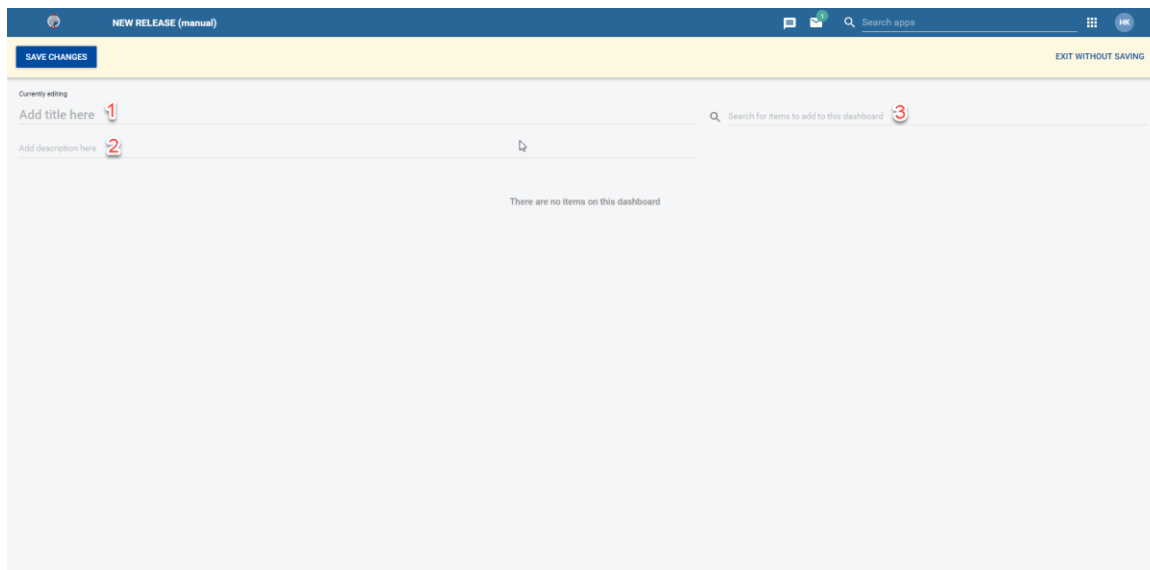 NEW RELEASE (manual)
1
Search apps
HK
SAVE CHANGES
EXIT WITHOUT SAVING
Currently editing
Add title here 1
Search for items to add to this dashboard 3
Add description here 2
There are no items on this dashboard